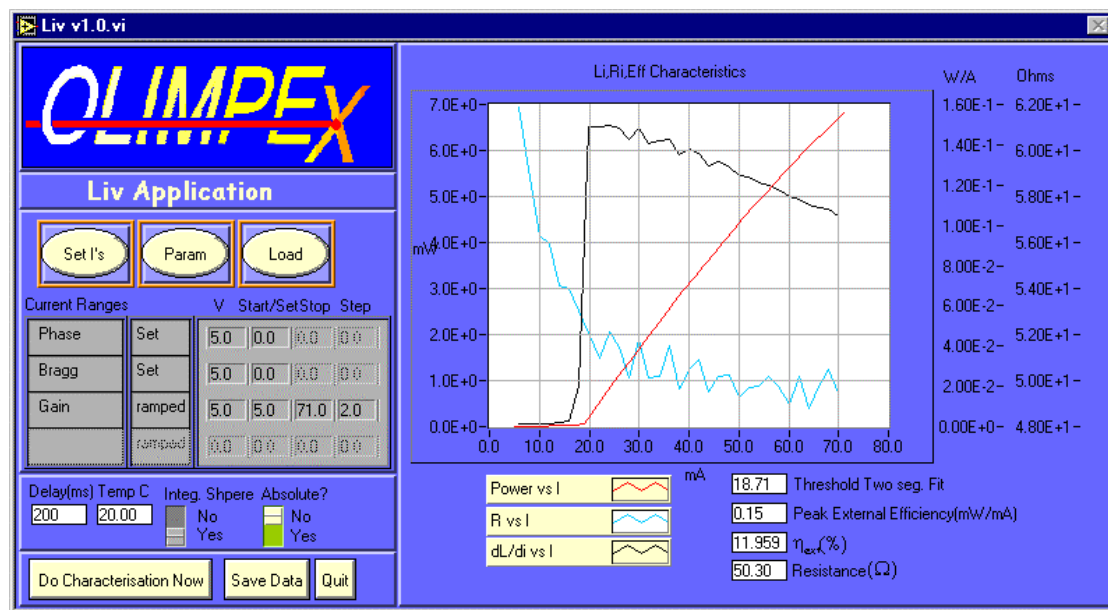 Liv v1.0.vi
OLIMPEX
Liv Application
Set I's Param Load
Current Ranges V Start/Set Stop Step
Phase Set 5.0 0.0 0.0 0.0
Bragg Set 5.0 0.0 0.0 0.0
Gain ramped 5.0 5.0 71.0 2.0
ramped 0.0 0.0 0.0 0.0
Delay(ms) Temp C Integ. Shpere Absolute?
200 20.00 No No
Yes Yes
Do Characterisation Now Save Data Quit
Li,Ri,Eff Characteristics
W/A Ohms
7.0E+0 1.60E-1 6.20E+1
6.0E+0 1.40E-1 6.00E+1
5.0E+0 1.20E-1 5.80E+1
1.00E-1
mW 4.0E+0 5.60E+1
8.00E-2
3.0E+0 5.40E+1
6.00E-2
2.0E+0 4.00E-2 5.20E+1
1.0E+0 2.00E-2 5.00E+1
0.0E+0 0.00E+0 4.80E+1
0.0 10.0 20.0 30.0 40.0 50.0 60.0 70.0 80.0
mA
Power vs I
R vs I
dL/di vs I
18.71 Threshold Two seg. Fit
0.15 Peak External Efficiency(mW/mA)
11.959 ηext(%)
50.30 Resistance(Ω)